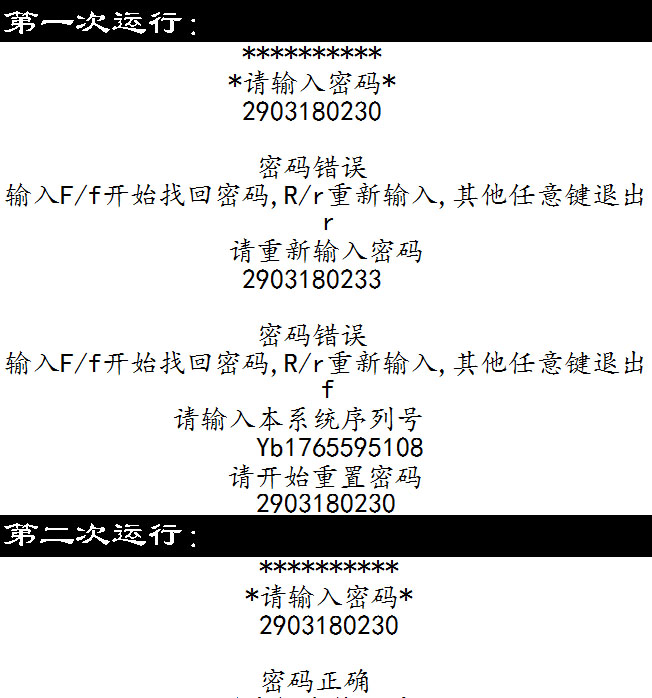 第一次运行:
**********
*请输入密码*
2903180230
密码错误
输入F/f开始找回密码,R/r重新输入,其他任意键退出
r
请重新输入密码
2903180233
密码错误
输入F/f开始找回密码,R/r重新输入,其他任意键退出
f
请输入本系统序列号
Yb1765595108
请开始重置密码
2903180230
第二次运行:
**********
*请输入密码*
2903180230
密码正确